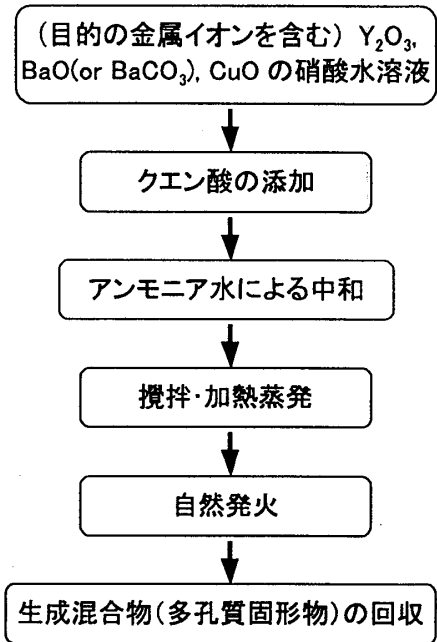 (目的の金属イオンを含む) Y₂O₃,
BaO(or BaCO₃), CuO の硝酸水溶液
クエン酸の添加
アンモニア水による中和
攪拌・加熱蒸発
自然発火
生成混合物(多孔質固形物)の回収